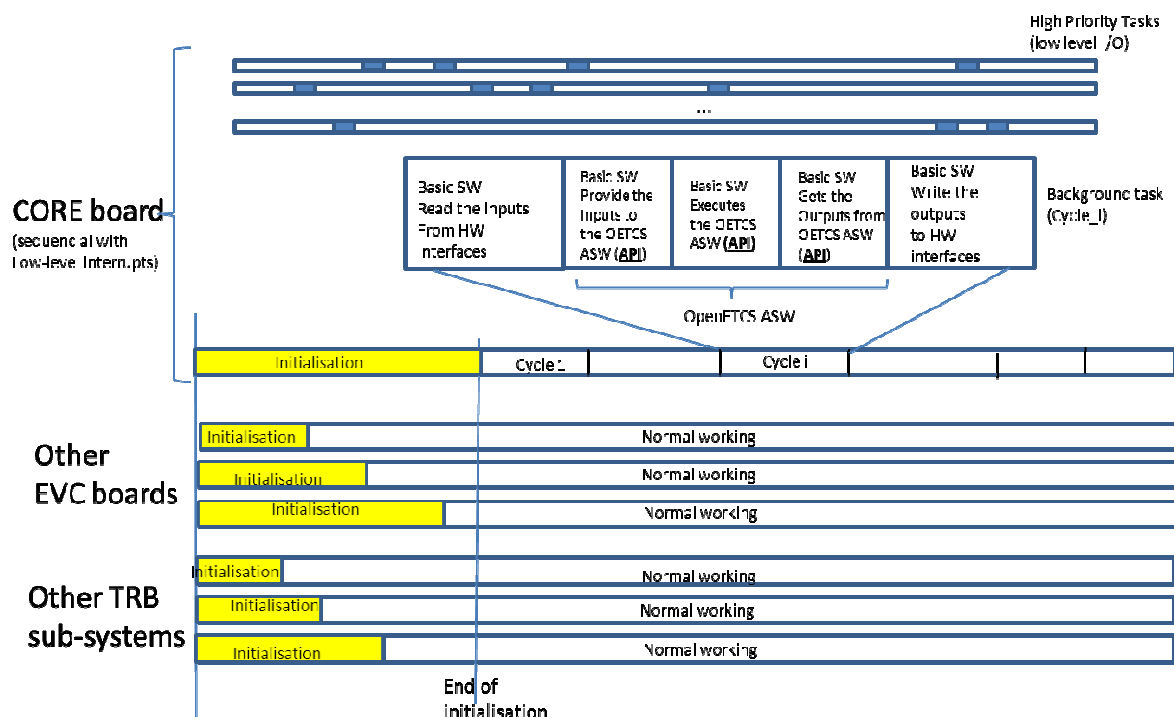 High Priority Tasks
(low level I/O)
...
CORE board
(sequencial with
Low-level Interrupts)
Basic SW
Read the Inputs
From HW
Interfaces
Basic SW
Provide the
Inputs to
the OETCS
ASW (API)
Basic SW
Executes
the OETCS
ASW (API)
Basic SW
Gets the
Outputs from
OETCS ASW
(API)
Basic SW
Write the
outputs
to HW
interfaces
Background task
(Cycle_I)
OpenETCS ASW
Initialisation
Cycle 1
Cycle i
Other
EVC boards
Initialisation
Normal working
Initialisation
Normal working
Initialisation
Normal working
Other TRB
sub-systems
Initialisation
Normal working
Initialisation
Normal working
Initialisation
Normal working
End of
initialisation